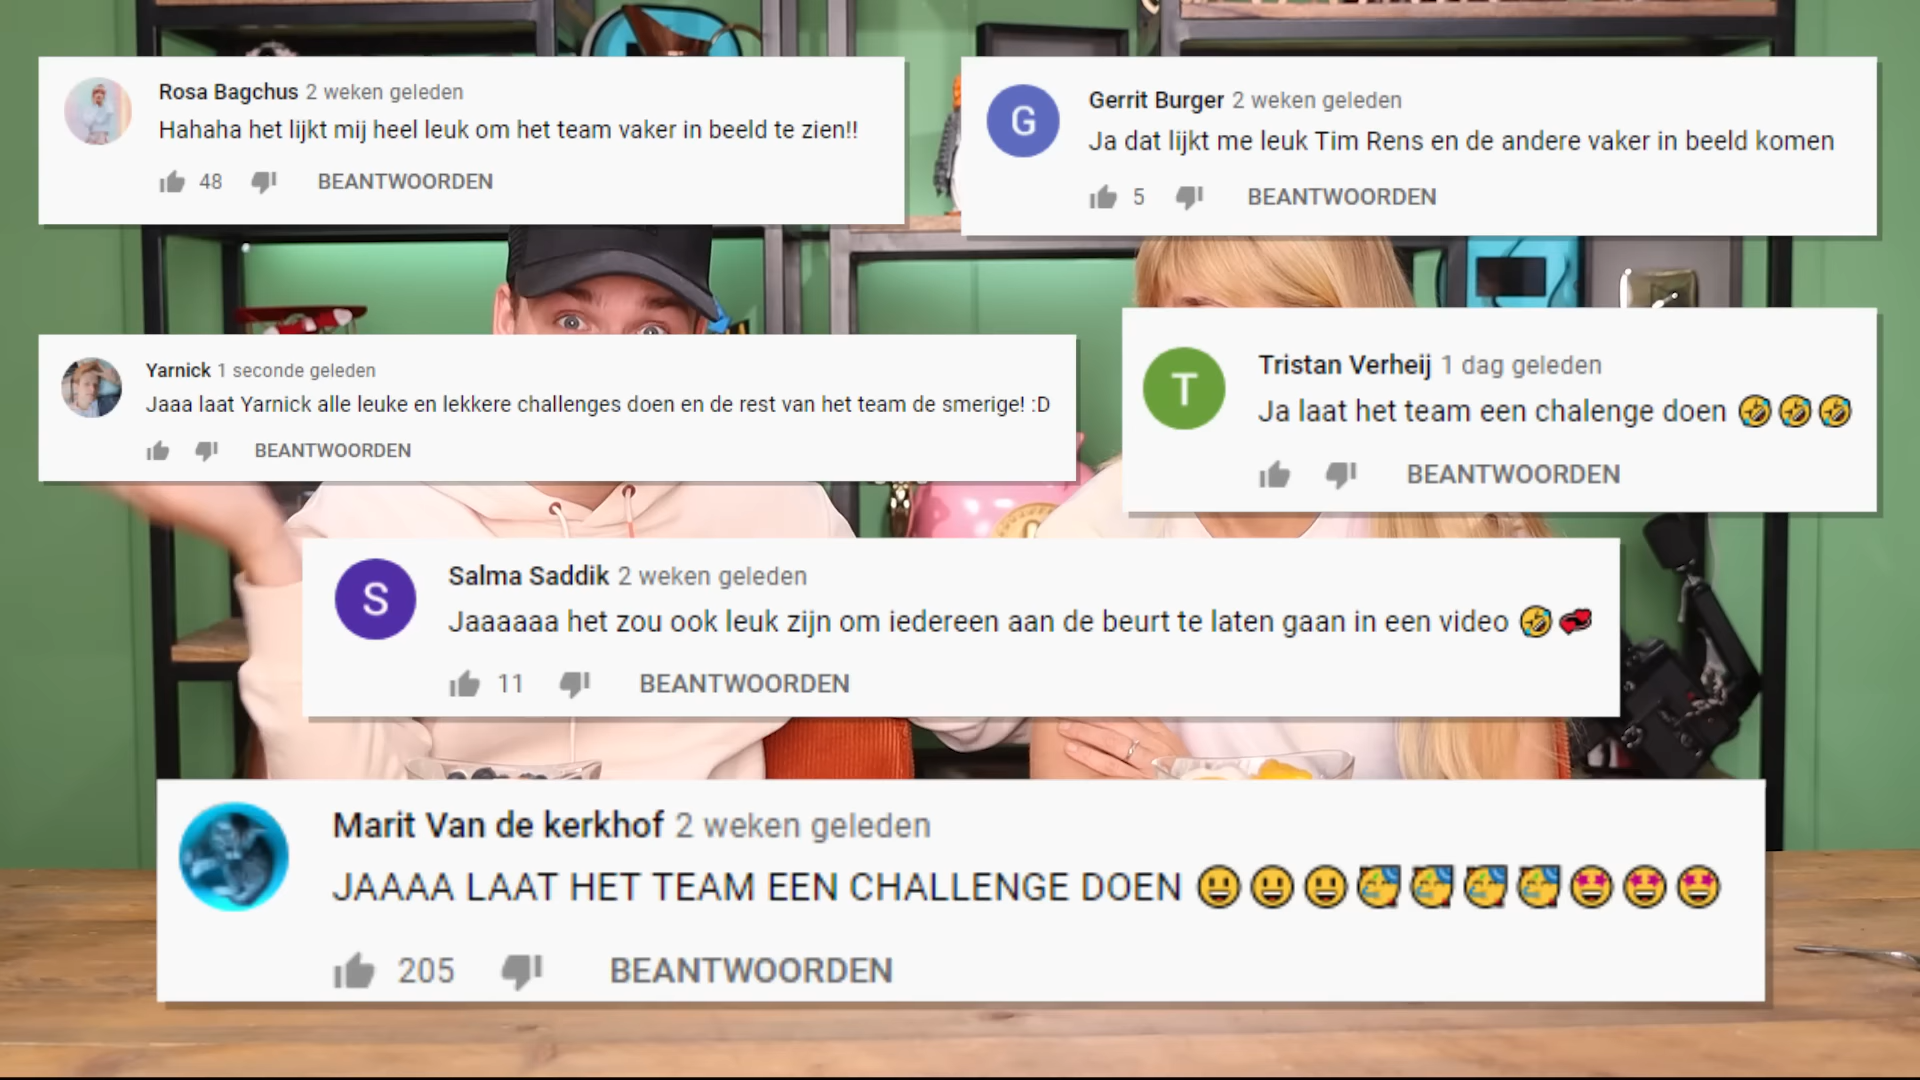 Rosa Bagchus 2 weken geleden
Hahaha het lijkt mij heel leuk om het team vaker in beeld te zien!!
48 BEANTWOORDEN
G
Gerrit Burger 2 weken geleden
Ja dat lijkt me leuk Tim Rens en de andere vaker in beeld komen
5 BEANTWOORDEN
Yarnick 1 seconde geleden
Jaaa laat Yarnick alle leuke en lekkere challenges doen en de rest van het team de smerige! :D
BEANTWOORDEN
T
Tristan Verheij 1 dag geleden
Ja laat het team een chalenge doen 🤣🤣🤣
BEANTWOORDEN
S
Salma Saddik 2 weken geleden
Jaaaaaa het zou ook leuk zijn om iedereen aan de beurt te laten gaan in een video 🤣💋
11 BEANTWOORDEN
Marit Van de kerkhof 2 weken geleden
JAAAA LAAT HET TEAM EEN CHALLENGE DOEN 😀😀😀🥳🥳🥳🥳🤩🤩🤩
205 BEANTWOORDEN